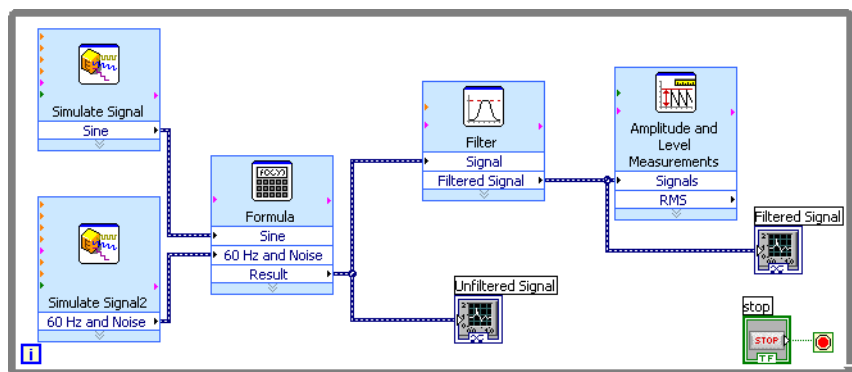 Simulate Signal
Sine
Simulate Signal2
60 Hz and Noise
f(x,y)
Formula
Sine
60 Hz and Noise
Result
Filter
Signal
Filtered Signal
Unfiltered Signal
Amplitude and
Level
Measurements
Signals
RMS
Filtered Signal
stop
STOP
TF
i